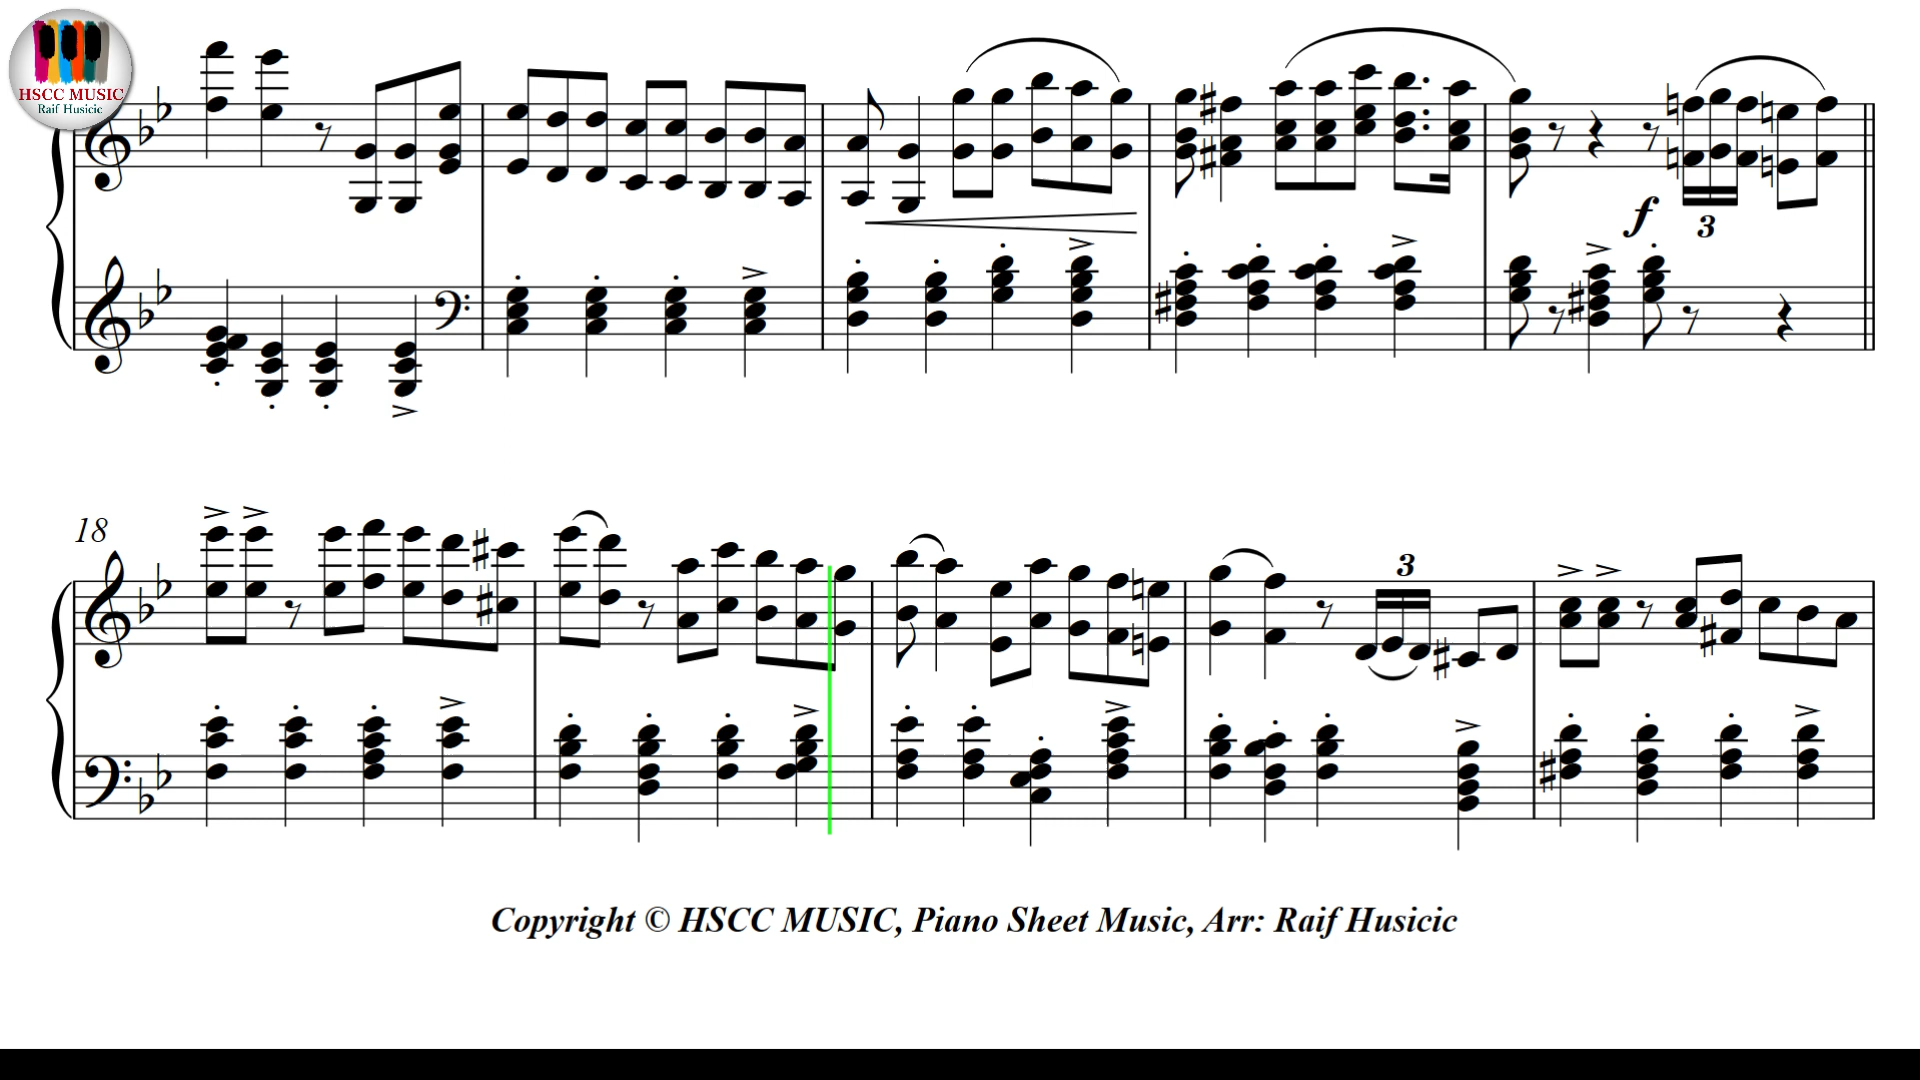 HSCC MUSIC
Raif Husicic
f
3
18
3
Copyright © HSCC MUSIC, Piano Sheet Music, Arr: Raif Husicic